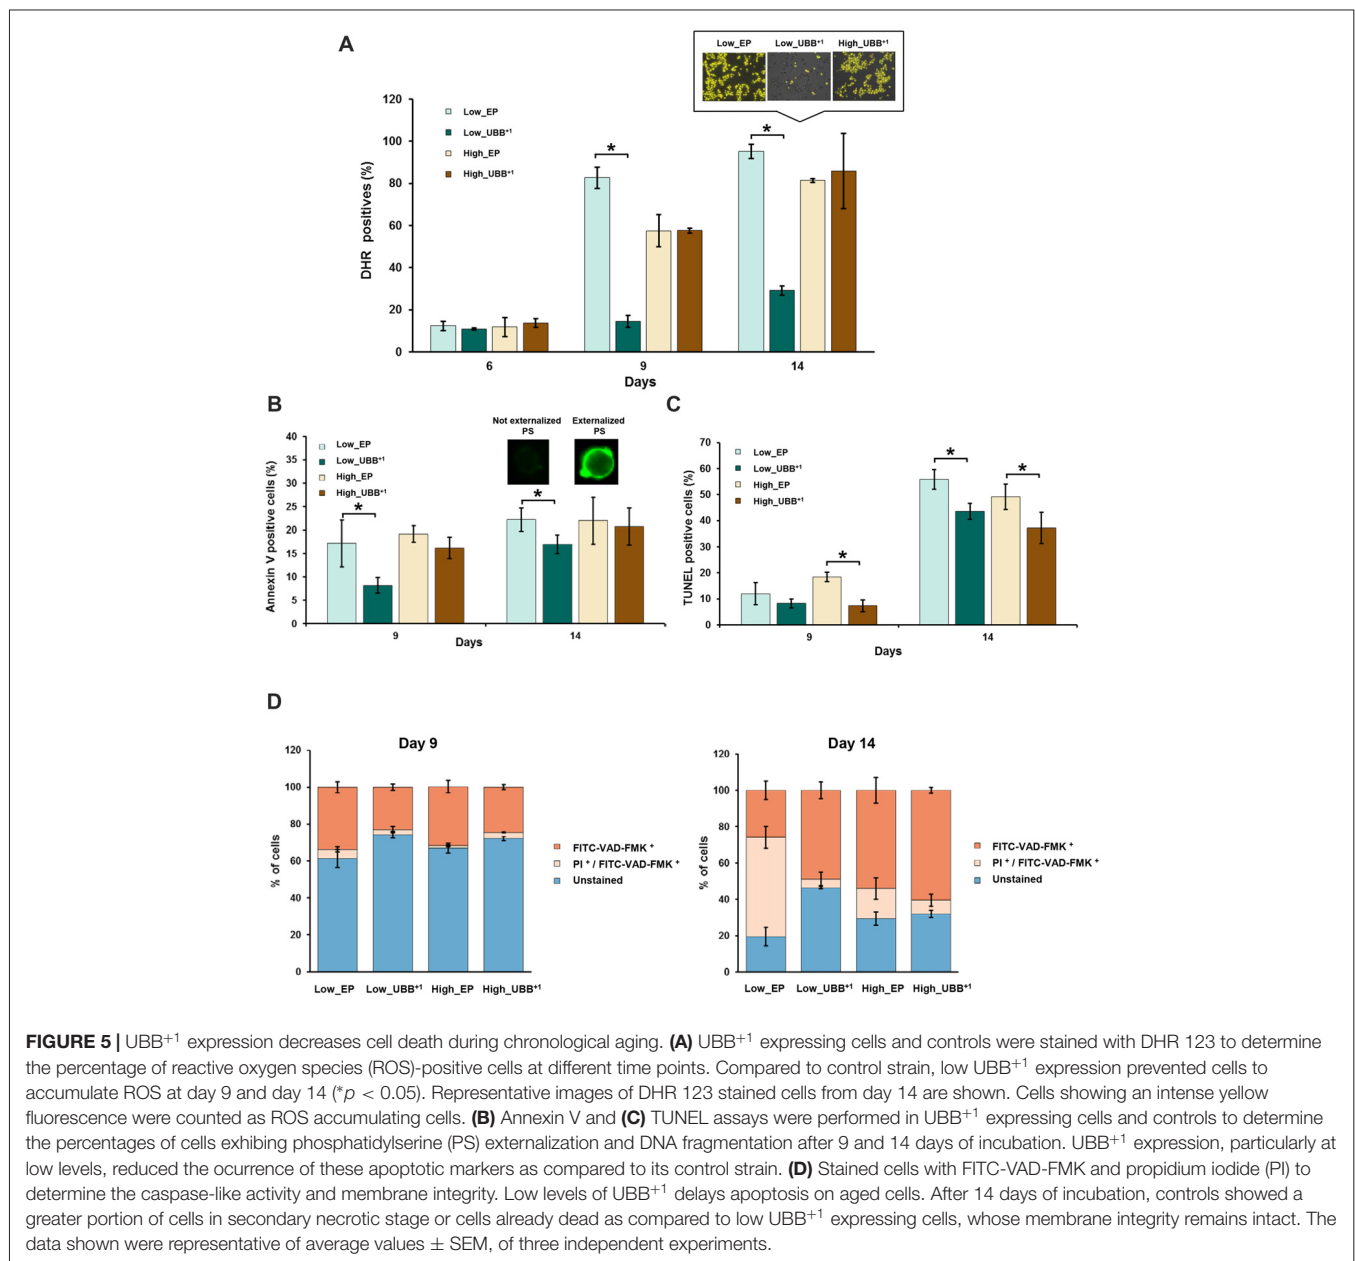 A
Low_EP Low_UBB⁺¹ High_UBB⁺¹
120
100
80
60
40
20
0
DHR positives (%)
Low_EP
Low_UBB⁺¹
High_EP
High_UBB⁺¹
*
*
6 9 14
Days
B
Not externalized PS
Externalized PS
40
35
30
25
20
15
10
5
0
Annexin V positive cells (%)
Low_EP
Low_UBB⁺¹
High_EP
High_UBB⁺¹
*
*
9 14
Days
C
70
60
50
40
30
20
10
0
TUNEL positive cells (%)
Low_EP
Low_UBB⁺¹
High_EP
High_UBB⁺¹
*
*
*
9 14
Days
D
Day 9
120
100
80
60
40
20
0
% of cells
Low_EP Low_UBB⁺¹ High_EP High_UBB⁺¹
FITC-VAD-FMK ⁺
PI ⁺ / FITC-VAD-FMK ⁺
Unstained
Day 14
120
100
80
60
40
20
0
% of cells
Low_EP Low_UBB⁺¹ High_EP High_UBB⁺¹
FITC-VAD-FMK ⁺
PI ⁺ / FITC-VAD-FMK ⁺
Unstained
FIGURE 5 | UBB⁺¹ expression decreases cell death during chronological aging. (A) UBB⁺¹ expressing cells and controls were stained with DHR 123 to determine
the percentage of reactive oxygen species (ROS)-positive cells at different time points. Compared to control strain, low UBB⁺¹ expression prevented cells to
accumulate ROS at day 9 and day 14 (*p < 0.05). Representative images of DHR 123 stained cells from day 14 are shown. Cells showing an intense yellow
fluorescence were counted as ROS accumulating cells. (B) Annexin V and (C) TUNEL assays were performed in UBB⁺¹ expressing cells and controls to determine
the percentages of cells exhibing phosphatidylserine (PS) externalization and DNA fragmentation after 9 and 14 days of incubation. UBB⁺¹ expression, particularly at
low levels, reduced the ocurrence of these apoptotic markers as compared to its control strain. (D) Stained cells with FITC-VAD-FMK and propidium iodide (PI) to
determine the caspase-like activity and membrane integrity. Low levels of UBB⁺¹ delays apoptosis on aged cells. After 14 days of incubation, controls showed a
greater portion of cells in secondary necrotic stage or cells already dead as compared to low UBB⁺¹ expressing cells, whose membrane integrity remains intact. The
data shown were representative of average values ± SEM, of three independent experiments.